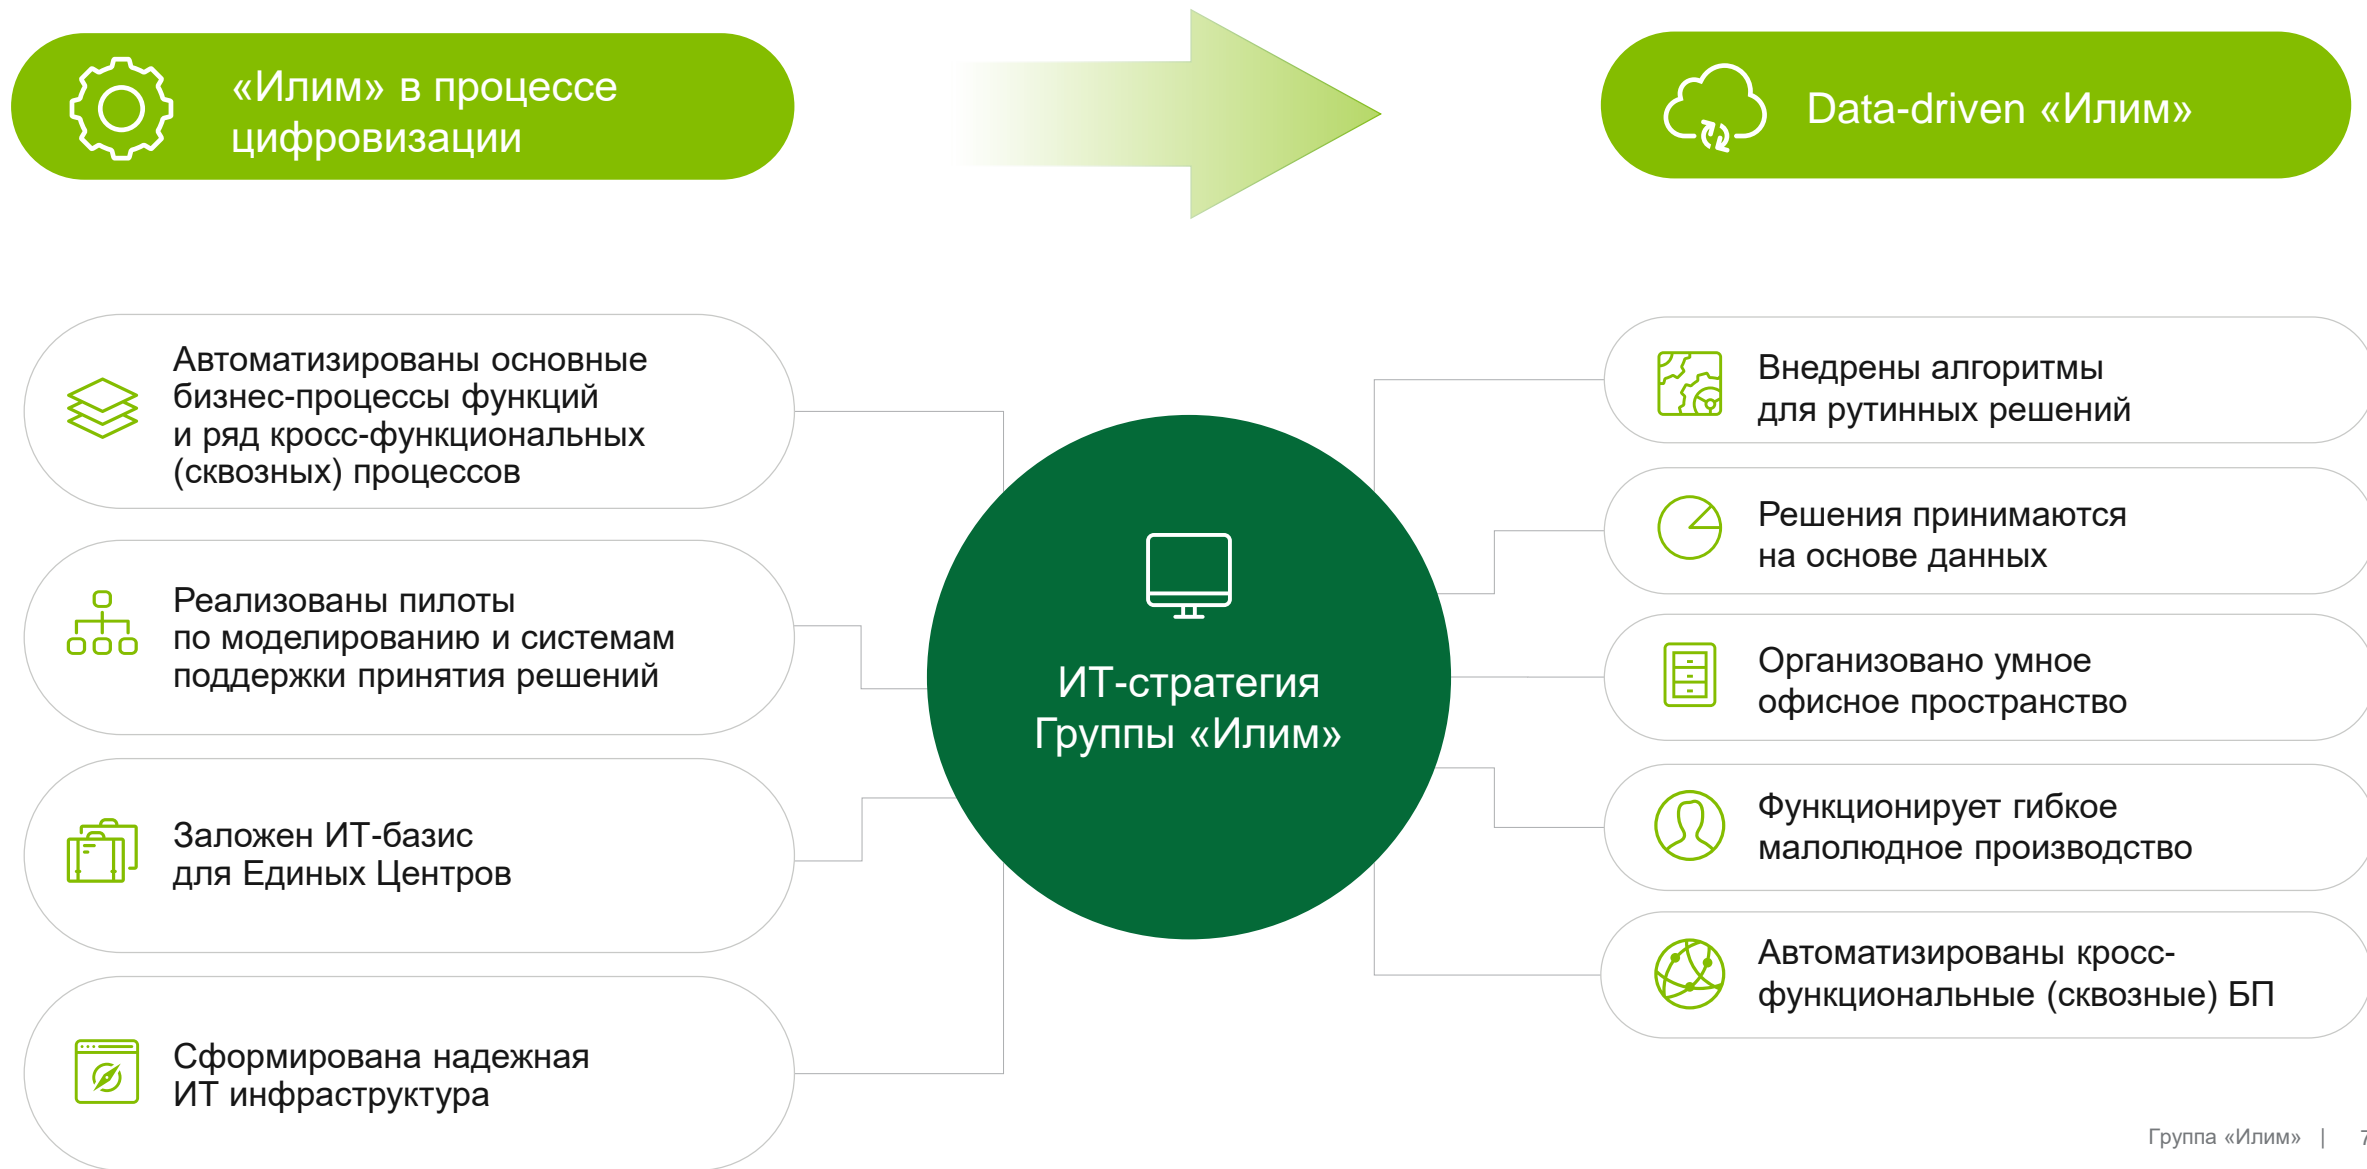 «Илим» в процессе
цифровизации
Data-driven «Илим»
Автоматизированы основные
бизнес-процессы функций
и ряд кросс-функциональных
(сквозных) процессов
Реализованы пилоты
по моделированию и системам
поддержки принятия решений
Заложен ИТ-базис
для Единых Центров
Сформирована надежная
ИТ инфраструктура
ИТ-стратегия
Группы «Илим»
Внедрены алгоритмы
для рутинных решений
Решения принимаются
на основе данных
Организовано умное
офисное пространство
Функционирует гибкое
малолюдное производство
Автоматизированы кросс-
функциональные (сквозные) БП
Группа «Илим» | 7